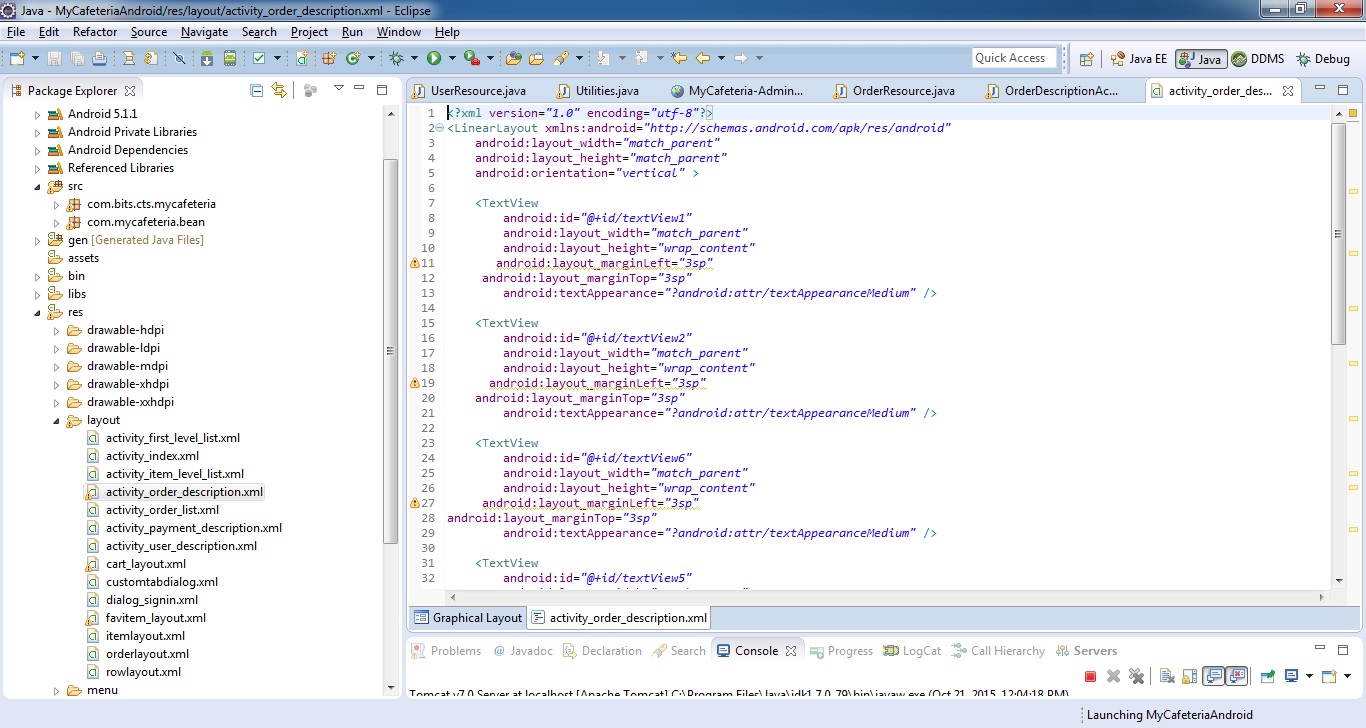 Java - MyCafeteriaAndroid/res/layout/activity_order_description.xml - Eclipse
File Edit Refactor Source Navigate Search Project Run Window Help
Quick Access
Java EE
Java
DDMS
Debug
Package Explorer
UserResource.java
Utilities.java
MyCafeteria-Admin...
OrderResource.java
OrderDescriptionAc...
activity_order_des...
Android 5.1.1
Android Private Libraries
Android Dependencies
Referenced Libraries
src
com.bits.cts.mycafeteria
com.mycafeteria.bean
gen [Generated Java Files]
assets
bin
libs
res
drawable-hdpi
drawable-ldpi
drawable-mdpi
drawable-xhdpi
drawable-xxhdpi
layout
activity_first_level_list.xml
activity_index.xml
activity_item_level_list.xml
activity_order_description.xml
activity_order_list.xml
activity_payment_description.xml
activity_user_description.xml
cart_layout.xml
customtabdialog.xml
dialog_signin.xml
favitem_layout.xml
itemlayout.xml
orderlayout.xml
rowlayout.xml
menu
1 <?xml version="1.0" encoding="utf-8"?>
2 <LinearLayout xmlns:android="http://schemas.android.com/apk/res/android"
3 android:layout_width="match_parent"
4 android:layout_height="match_parent"
5 android:orientation="vertical" >
6
7 <TextView
8 android:id="@+id/textView1"
9 android:layout_width="match_parent"
10 android:layout_height="wrap_content"
11 android:layout_marginLeft="3sp"
12 android:layout_marginTop="3sp"
13 android:textAppearance="?android:attr/textAppearanceMedium" />
14
15 <TextView
16 android:id="@+id/textView2"
17 android:layout_width="match_parent"
18 android:layout_height="wrap_content"
19 android:layout_marginLeft="3sp"
20 android:layout_marginTop="3sp"
21 android:textAppearance="?android:attr/textAppearanceMedium" />
22
23 <TextView
24 android:id="@+id/textView6"
25 android:layout_width="match_parent"
26 android:layout_height="wrap_content"
27 android:layout_marginLeft="3sp"
28 android:layout_marginTop="3sp"
29 android:textAppearance="?android:attr/textAppearanceMedium" />
30
31 <TextView
32 android:id="@+id/textView5"
Graphical Layout
activity_order_description.xml
Problems @ Javadoc Declaration Search Console Progress LogCat Call Hierarchy Servers
Tomcat v7.0 Server at localhost [Apache Tomcat] C:\Program Files\Java\jdk1.7.0_79\bin\javaw.exe (Oct 21, 2015, 12:04:18 PM)
Launching MyCafeteriaAndroid